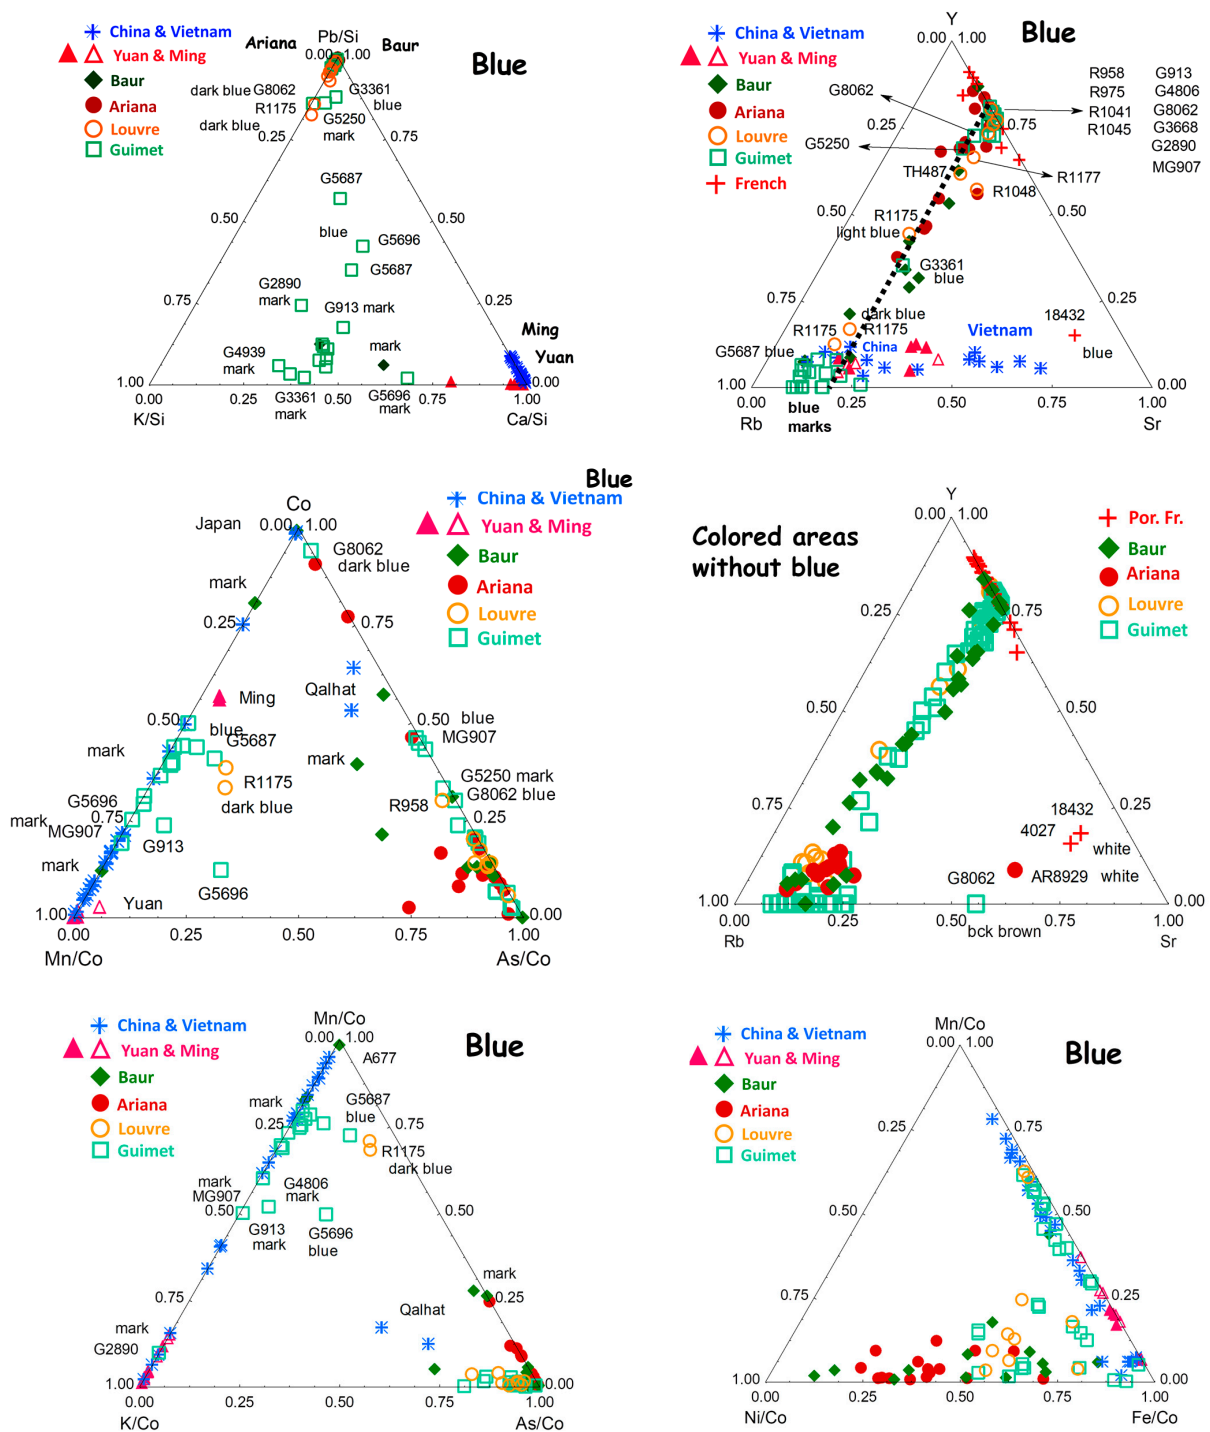 China & Vietnam
Yuan & Ming
Baur
Ariana
Louvre
Guimet
Ariana
Pb/Si
Baur
0.00 1.00
Blue
dark blue G8062
R1175
dark blue
G3361
blue
G5250
mark
0.25
0.75
G5687
0.50
0.50
blue
G5696
G5687
G2890
mark
0.75
0.25
G913 mark
Ming
Yuan
G4939
mark
mark
1.00
G3361
mark
0.50
G5696
mark
0.75
0.00
K/Si
Ca/Si
China & Vietnam
Yuan & Ming
Baur
Ariana
Louvre
Guimet
French
Y
0.00 1.00
Blue
G8062
R958
G913
R975
G4806
R1041
G8062
R1045
G3668
G2890
MG907
0.25
0.75
G5250
TH487
R1177
R1048
0.50
0.50
R1175
light blue
G3361
blue
0.75
0.25
dark blue
R1175
R1175
China
Vietnam
18432
blue
G5687 blue
1.00
0.00
blue
marks
0.25
0.50
0.75
1.00
Rb
Sr
Blue
China & Vietnam
Yuan & Ming
Baur
Ariana
Louvre
Guimet
Co
Japan
0.00 1.00
G8062
dark blue
mark
0.25
0.75
Qalhat
Ming
0.50
blue
0.50
blue
MG907
mark
G5687
mark
R1175
dark blue
G5250 mark
G8062 blue
R958
G5696
0.75
mark
MG907
0.25
G913
mark
G5696
Yuan
1.00
0.00
0.00
0.25
0.50
0.75
1.00
Mn/Co
As/Co
Colored areas
without blue
Y
0.00 1.00
Por. Fr.
Baur
Ariana
Louvre
Guimet
0.25
0.75
0.50
0.50
0.75
0.25
18432
4027
white
G8062
AR8929
white
1.00
0.00
bck brown
0.00
0.25
0.50
0.75
1.00
Rb
Sr
China & Vietnam
Yuan & Ming
Baur
Ariana
Louvre
Guimet
Mn/Co
0.00 1.00
Blue
A677
mark
0.25
G5687
blue
0.75
R1175
dark blue
mark
MG907
G4806
mark
0.50
0.50
G913
mark
G5696
blue
0.75
mark
0.25
Qalhat
mark
G2890
1.00
0.00
0.00
0.25
0.50
0.75
1.00
K/Co
As/Co
China & Vietnam
Yuan & Ming
Baur
Ariana
Louvre
Guimet
Mn/Co
0.00 1.00
Blue
0.25
0.75
0.50
0.50
0.75
0.25
1.00
0.00
0.00
0.25
0.50
0.75
1.00
Ni/Co
Fe/Co